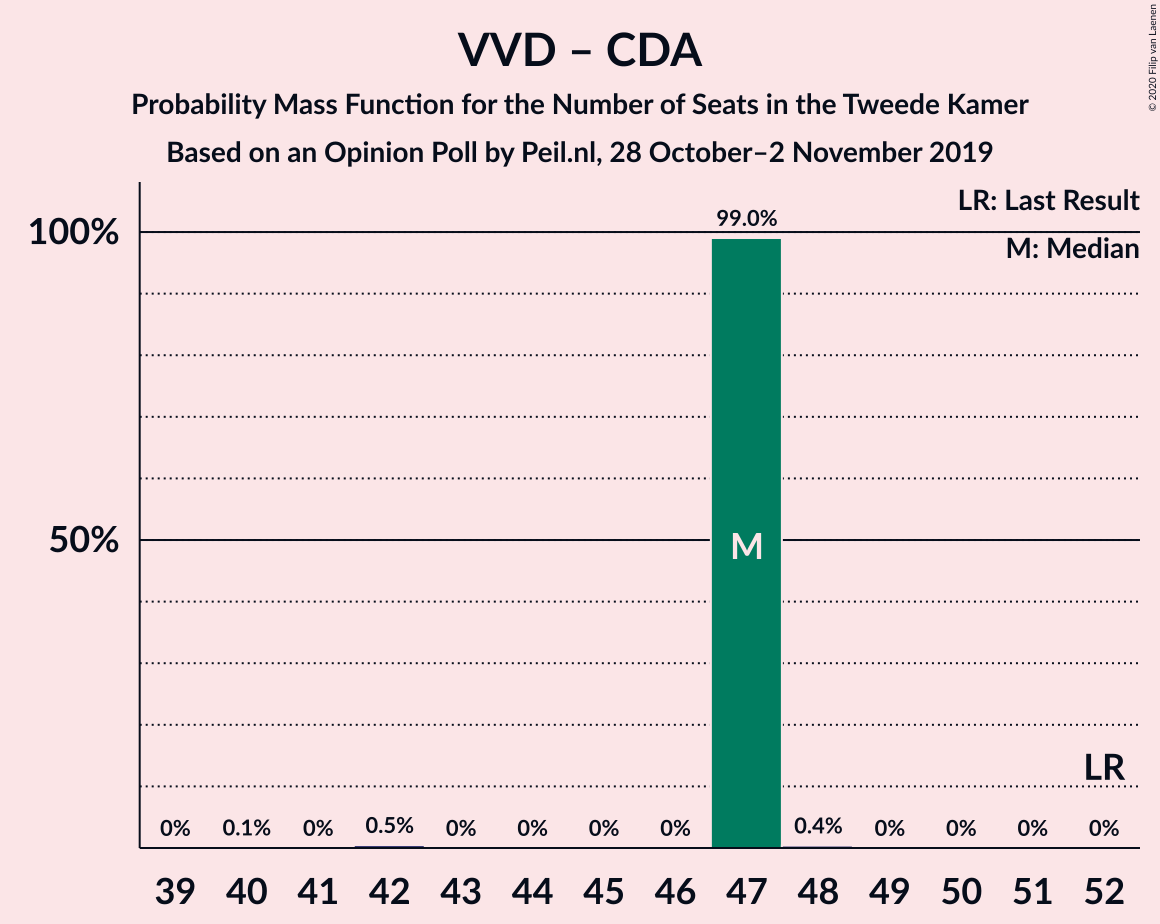 VVD – CDA
Probability Mass Function for the Number of Seats in the Tweede Kamer
Based on an Opinion Poll by Peil.nl, 28 October–2 November 2019
© 2020 Filip van Laenen
LR: Last Result
M: Median
100%
50%
99.0%
M
LR
0% 0.1% 0% 0.5% 0% 0% 0% 0% 0.4% 0% 0% 0% 0%
39 40 41 42 43 44 45 46 47 48 49 50 51 52